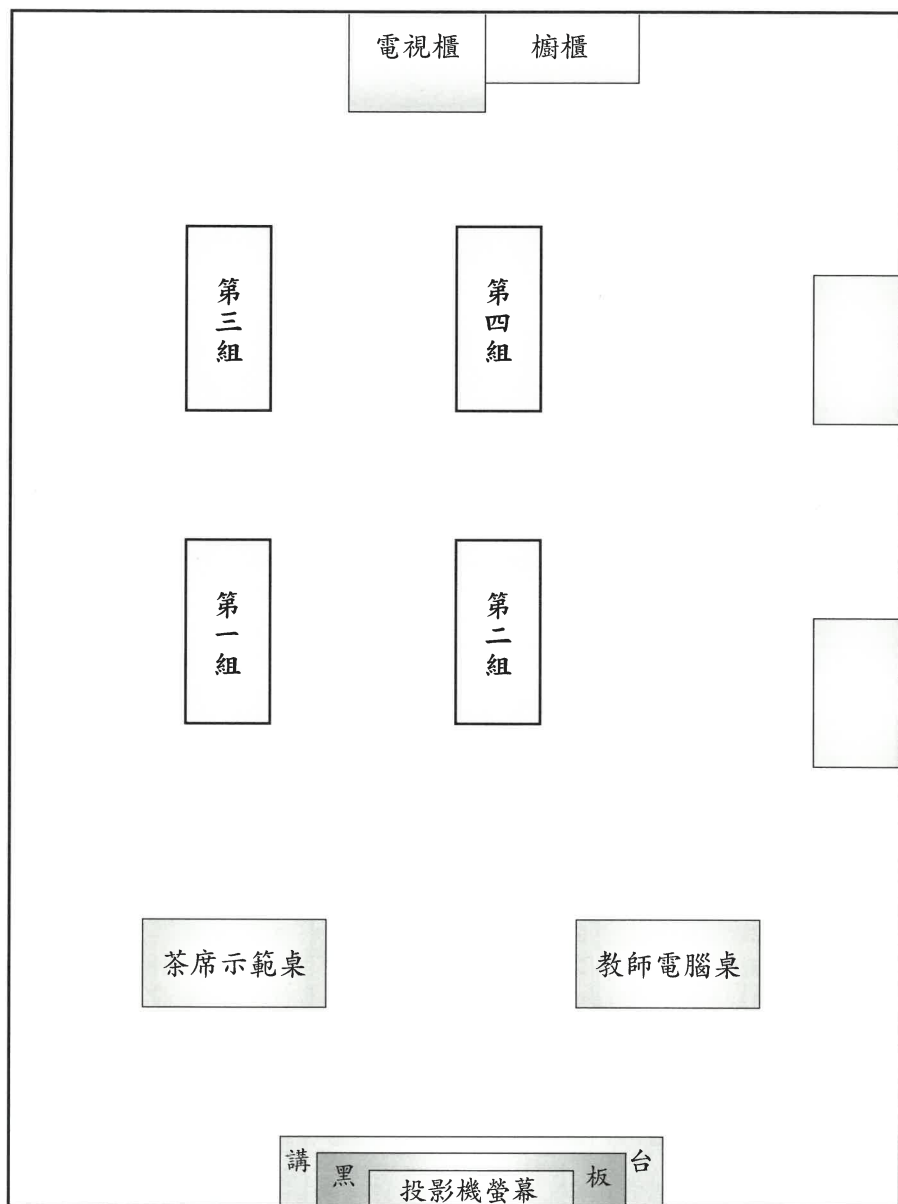 電視櫃
櫥櫃
第三組
第四組
第一組
第二組
茶席示範桌
教師電腦桌
講台
黑板
投影機螢幕